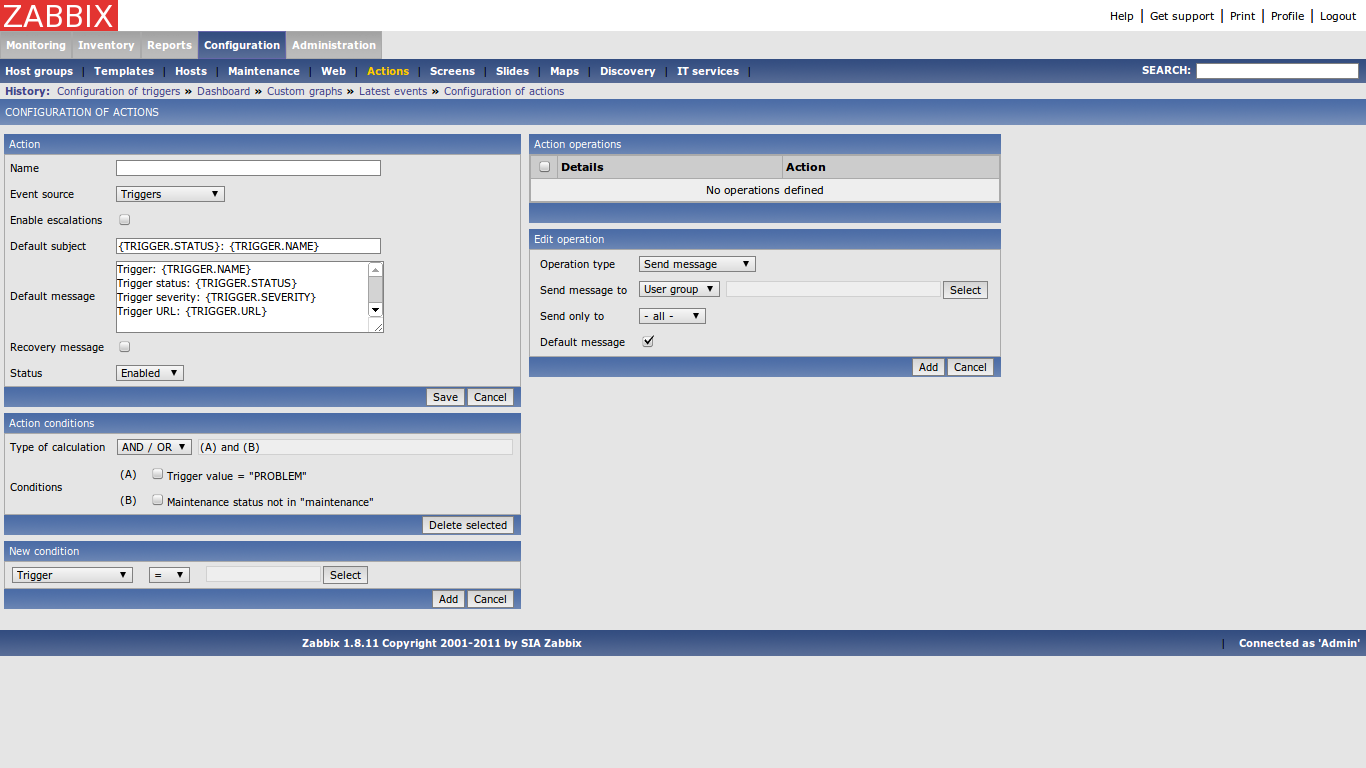 ZABBIX
Help | Get support | Print | Profile | Logout
Monitoring Inventory Reports Configuration Administration
Host groups | Templates | Hosts | Maintenance | Web | Actions | Screens | Slides | Maps | Discovery | IT services |
SEARCH:
History: Configuration of triggers » Dashboard » Custom graphs » Latest events » Configuration of actions
CONFIGURATION OF ACTIONS
Action
Name
Event source Triggers
Enable escalations
Default subject {TRIGGER.STATUS}: {TRIGGER.NAME}
Default message
Trigger: {TRIGGER.NAME}
Trigger status: {TRIGGER.STATUS}
Trigger severity: {TRIGGER.SEVERITY}
Trigger URL: {TRIGGER.URL}
Recovery message
Status Enabled
Save Cancel
Action conditions
Type of calculation AND / OR (A) and (B)
Conditions
(A) Trigger value = "PROBLEM"
(B) Maintenance status not in "maintenance"
Delete selected
New condition
Trigger = Select
Add Cancel
Action operations
Details Action
No operations defined
Edit operation
Operation type Send message
Send message to User group Select
Send only to - all -
Default message
Add Cancel
Zabbix 1.8.11 Copyright 2001-2011 by SIA Zabbix
| Connected as 'Admin'